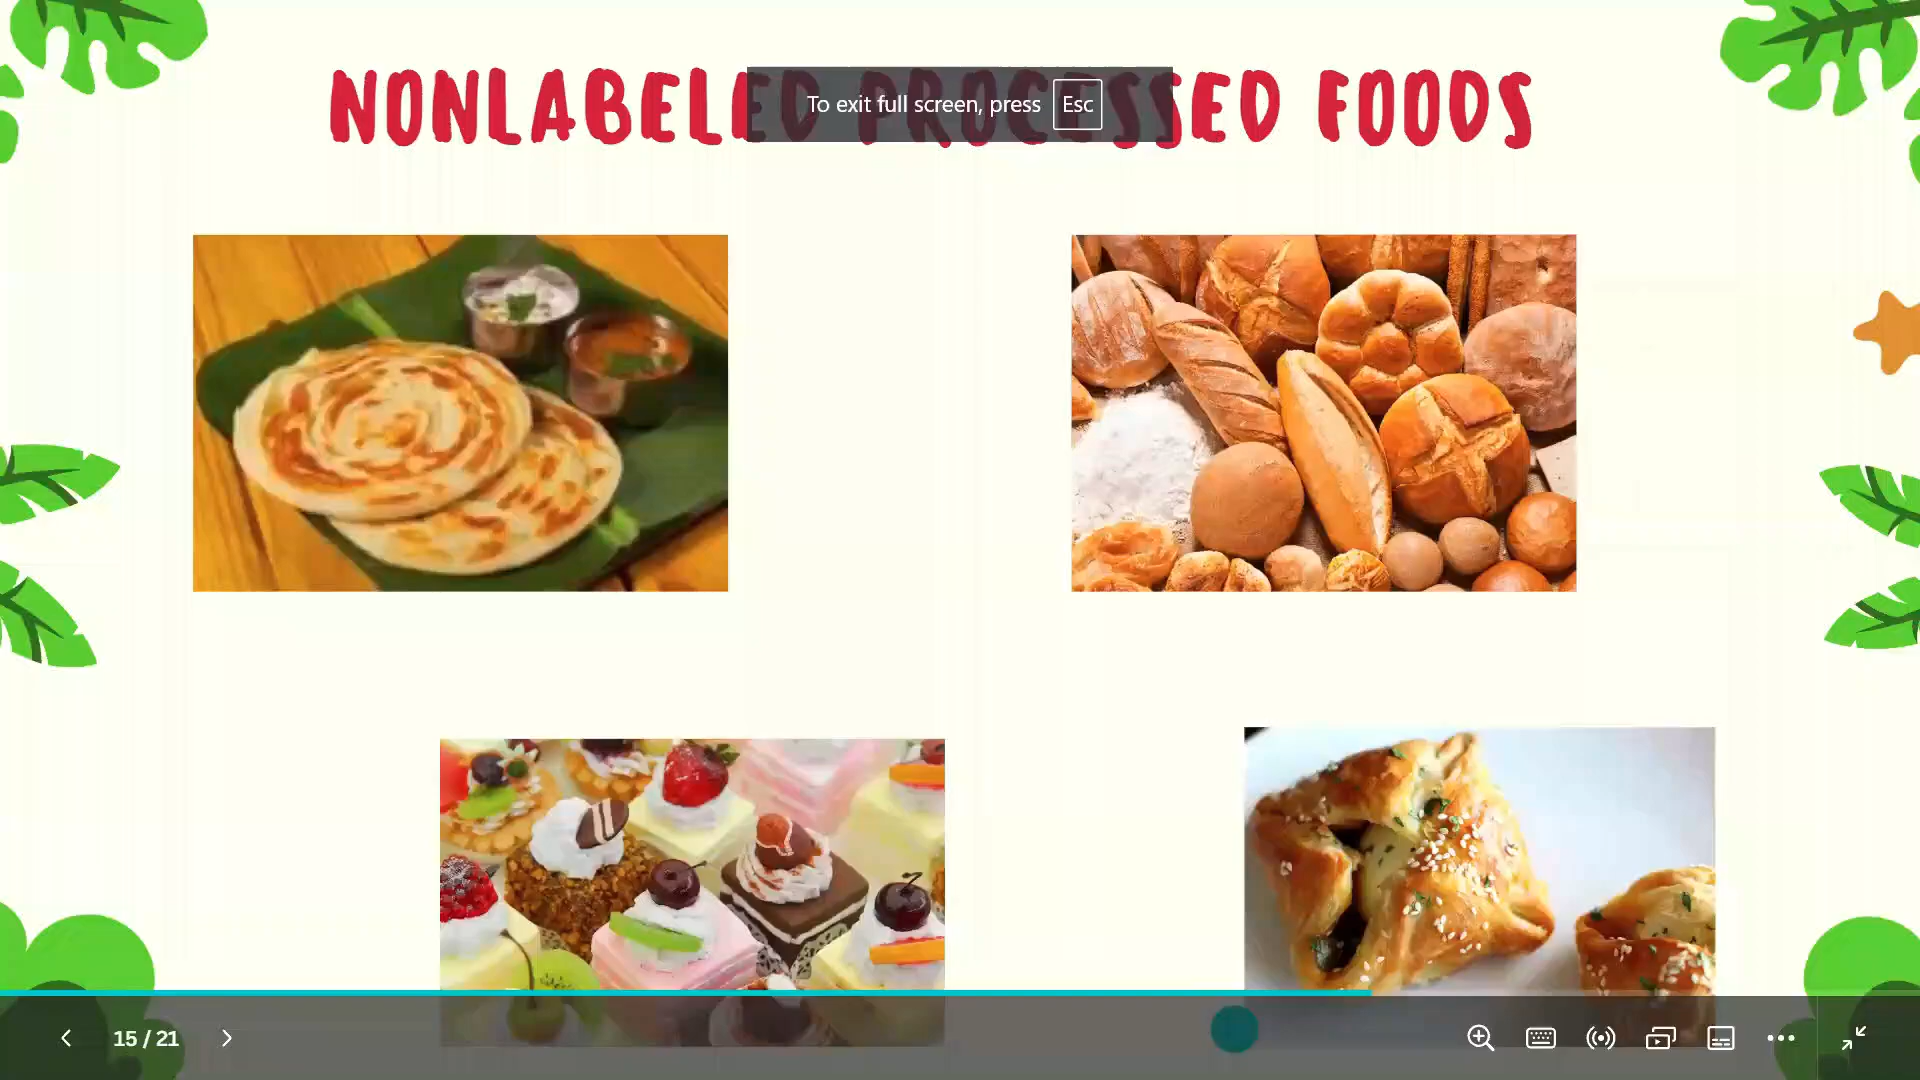 NONLABELED PROCESSED FOODS
To exit full screen, press Esc
15 / 21